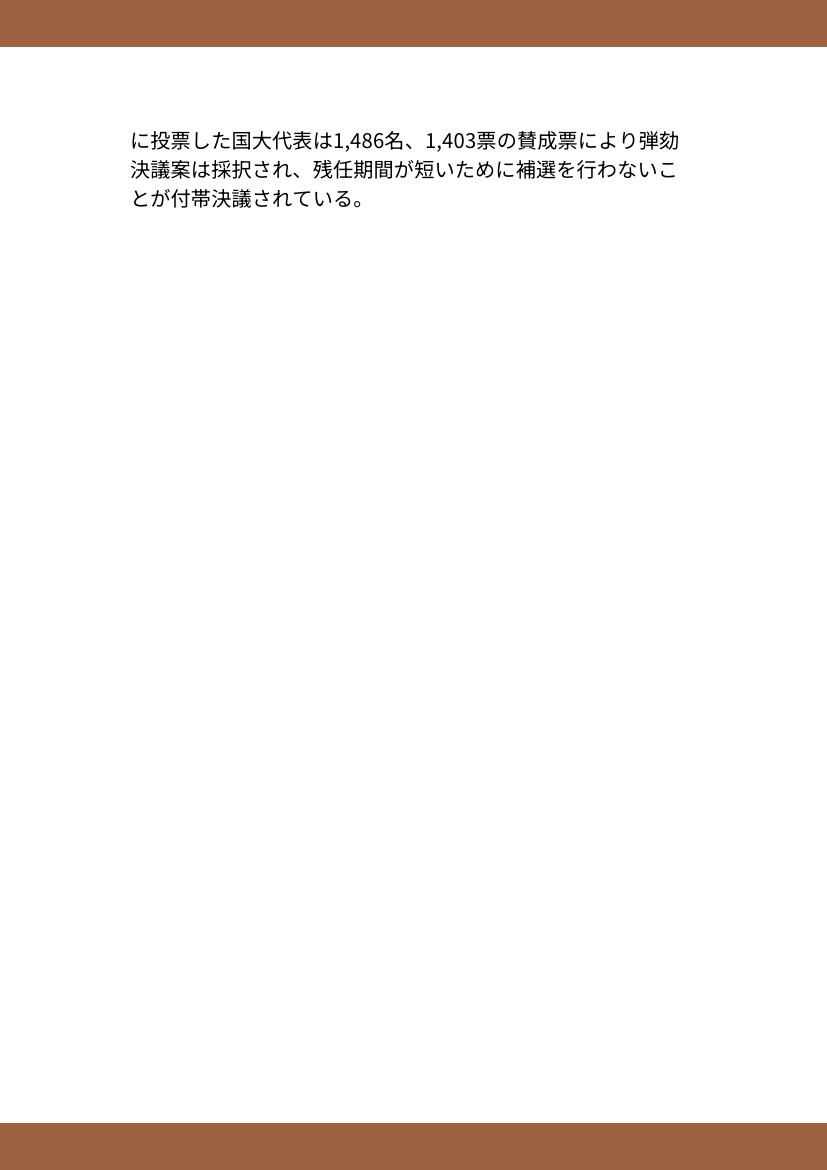 に投票した国大代表は1,486名、1,403票の賛成票により弾劾
決議案は採択され、残任期間が短いために補選を行わないこ
とが付帯決議されている。